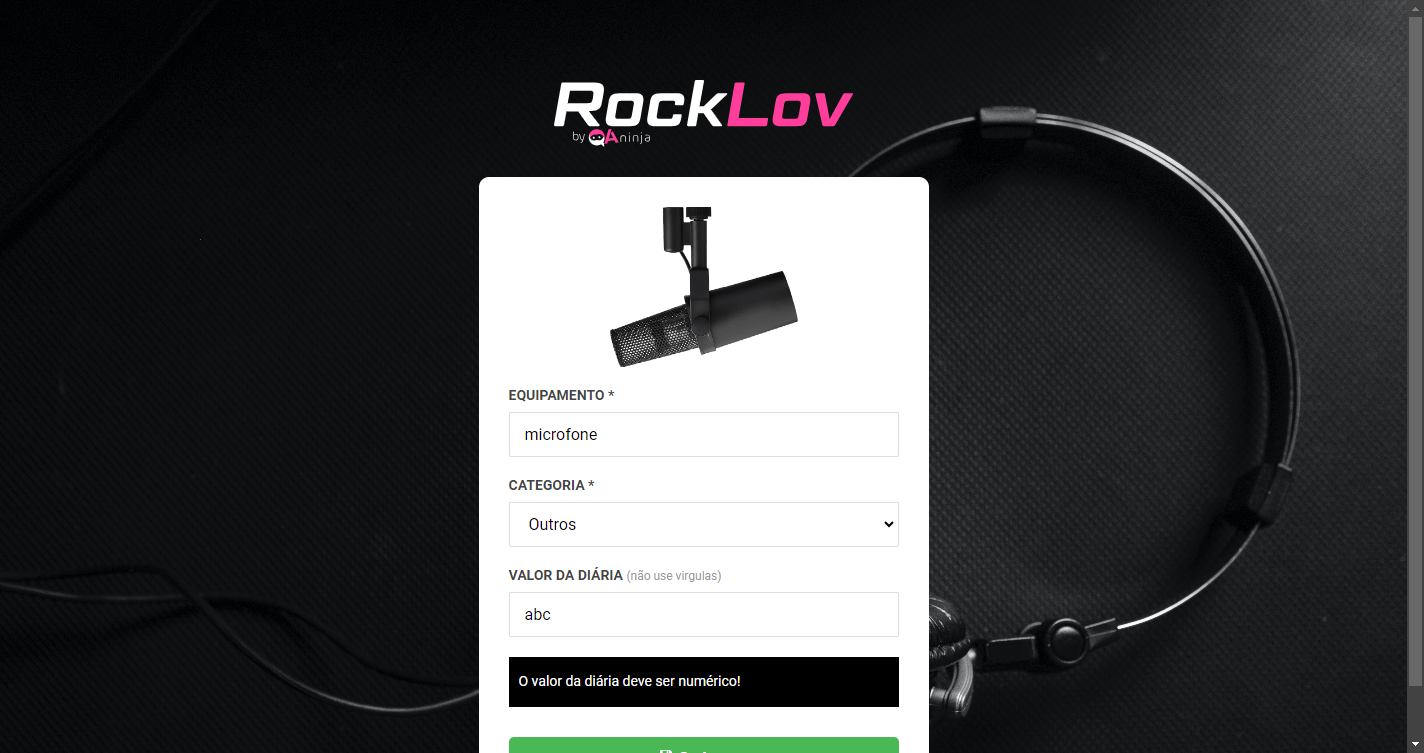 RockLov
by QAninja
EQUIPAMENTO *
microfone
CATEGORIA *
Outros
VALOR DA DIÁRIA (não use virgulas)
abc
O valor da diária deve ser numérico!